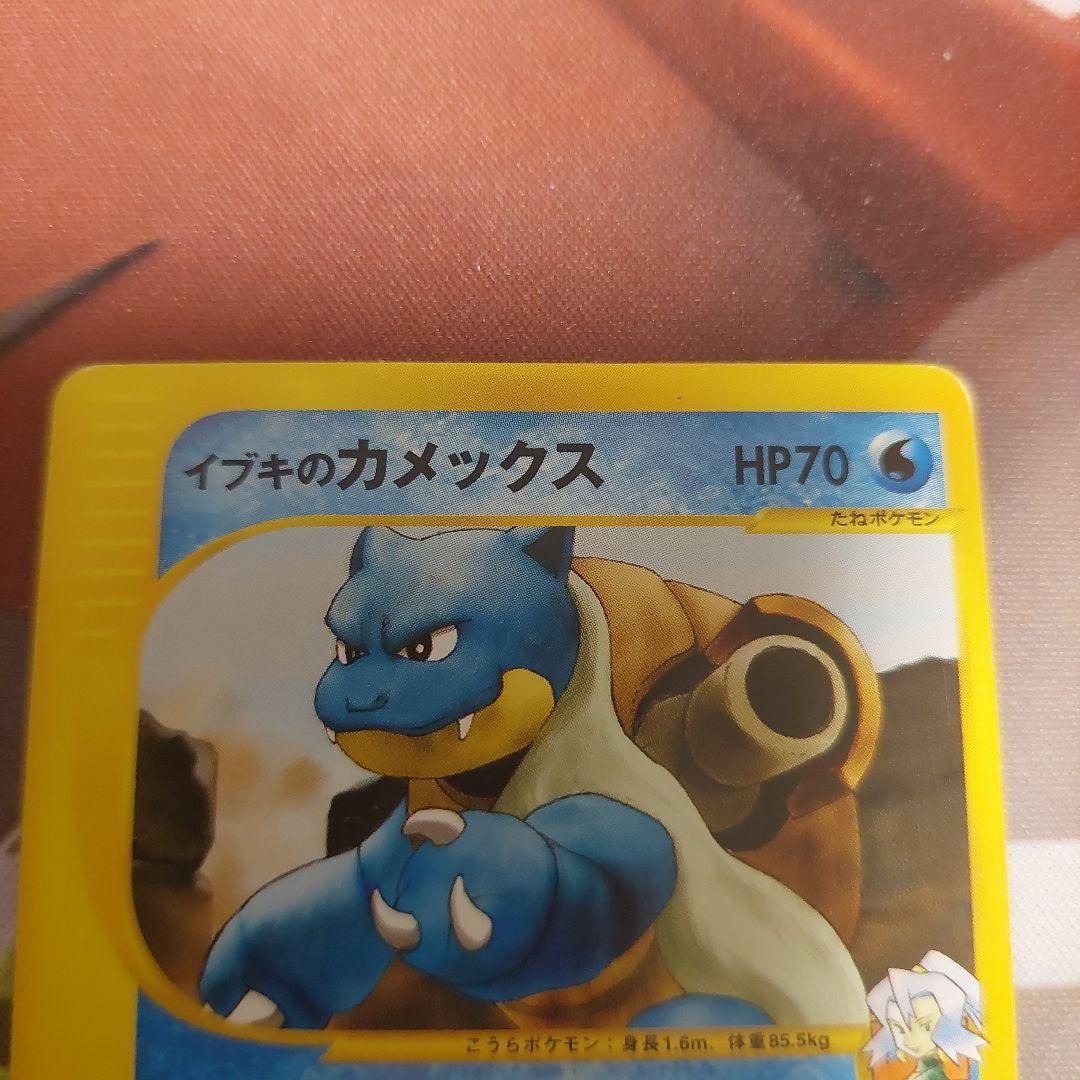 イブキのカメックス HP70
たねポケモン
こうらポケモン：身長1.6m、体重85.5kg